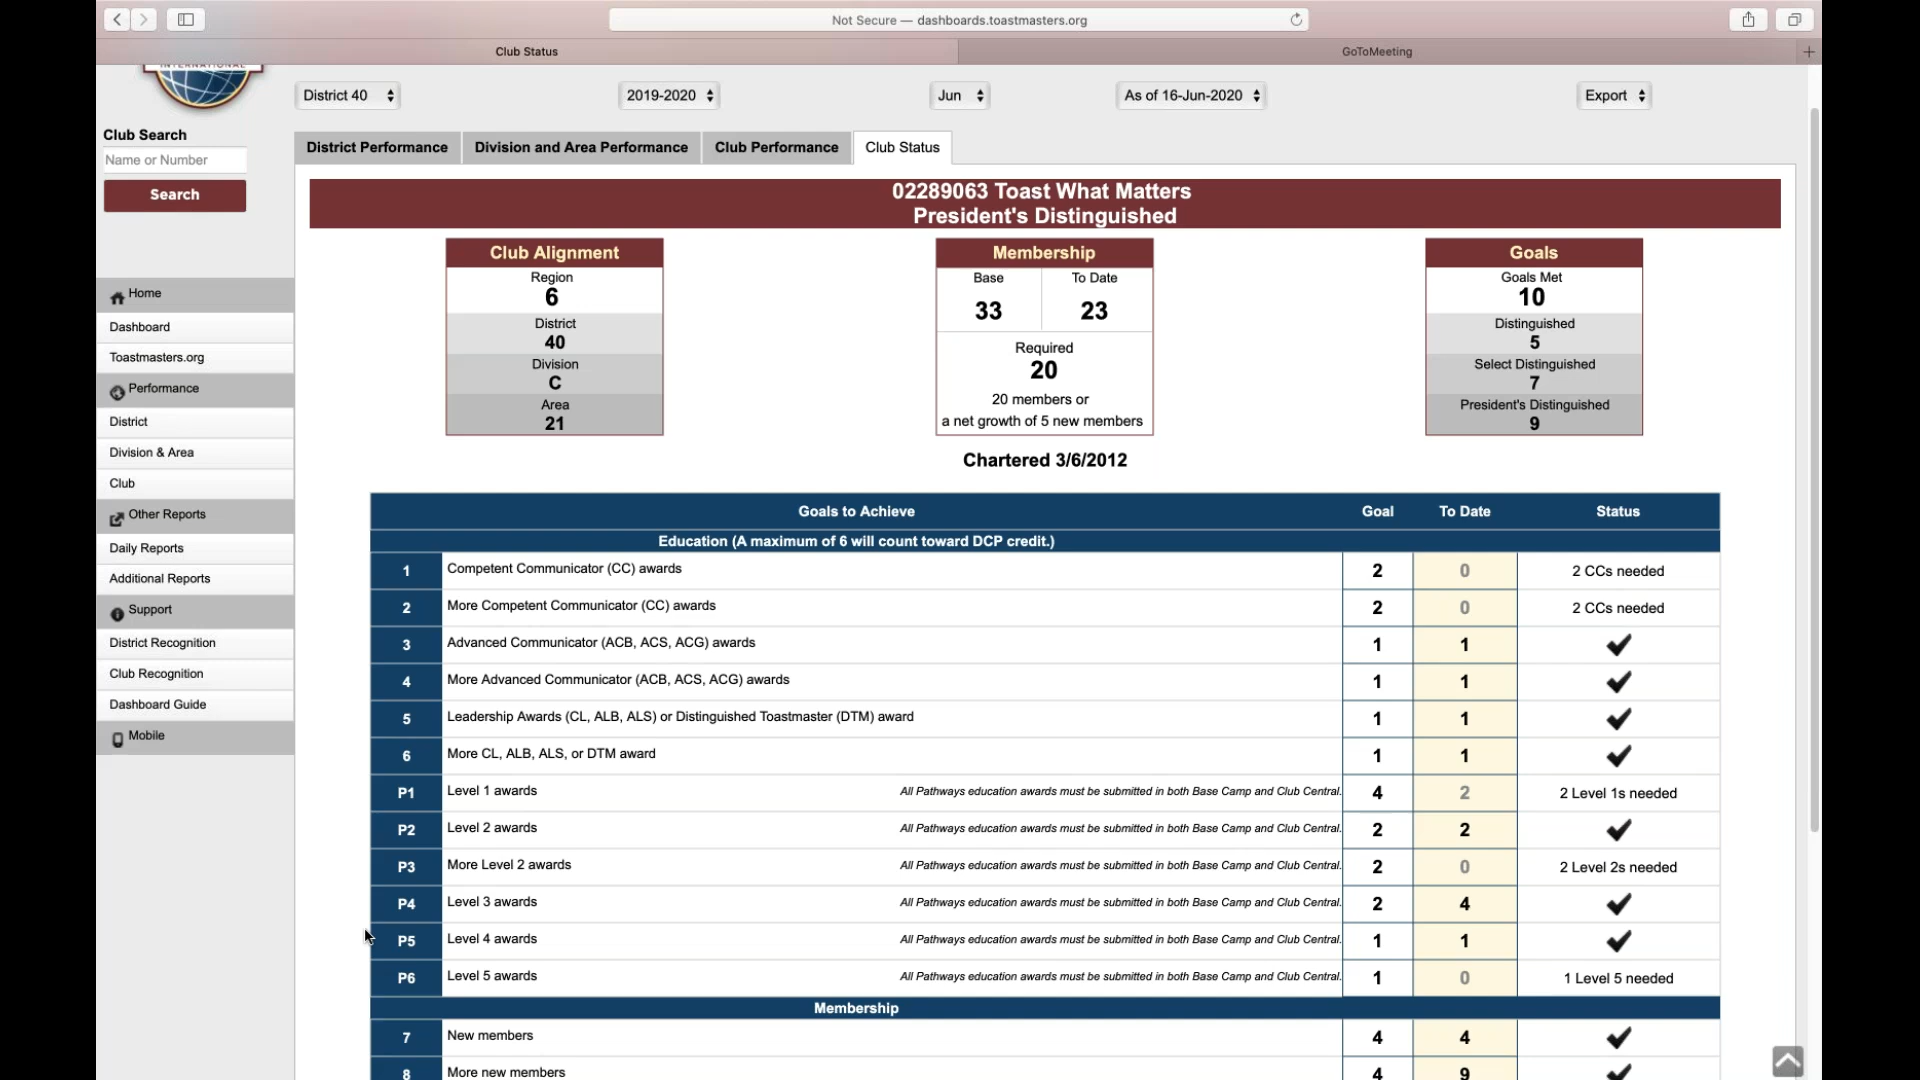 Not Secure — dashboards.toastmasters.org
Club Status
GoToMeeting
INTERNATIONAL
District 40
2019-2020
Jun
As of 16-Jun-2020
Export
Club Search
Name or Number
Search
District Performance
Division and Area Performance
Club Performance
Club Status
02289063 Toast What Matters
President's Distinguished
Home
Dashboard
Toastmasters.org
Performance
District
Division & Area
Club
Other Reports
Daily Reports
Additional Reports
Support
District Recognition
Club Recognition
Dashboard Guide
Mobile
Club Alignment
Region
6
District
40
Division
C
Area
21
Membership
Base To Date
33 23
Required
20
20 members or
a net growth of 5 new members
Goals
Goals Met
10
Distinguished
5
Select Distinguished
7
President's Distinguished
9
Chartered 3/6/2012
Goals to Achieve Goal To Date Status
Education (A maximum of 6 will count toward DCP credit.)
1 Competent Communicator (CC) awards 2 0 2 CCs needed
2 More Competent Communicator (CC) awards 2 0 2 CCs needed
3 Advanced Communicator (ACB, ACS, ACG) awards 1 1
4 More Advanced Communicator (ACB, ACS, ACG) awards 1 1
5 Leadership Awards (CL, ALB, ALS) or Distinguished Toastmaster (DTM) award 1 1
6 More CL, ALB, ALS, or DTM award 1 1
P1 Level 1 awards All Pathways education awards must be submitted in both Base Camp and Club Central. 4 2 2 Level 1s needed
P2 Level 2 awards All Pathways education awards must be submitted in both Base Camp and Club Central. 2 2
P3 More Level 2 awards All Pathways education awards must be submitted in both Base Camp and Club Central. 2 0 2 Level 2s needed
P4 Level 3 awards All Pathways education awards must be submitted in both Base Camp and Club Central. 2 4
P5 Level 4 awards All Pathways education awards must be submitted in both Base Camp and Club Central. 1 1
P6 Level 5 awards All Pathways education awards must be submitted in both Base Camp and Club Central. 1 0 1 Level 5 needed
Membership
7 New members 4 4
8 More new members 4 9